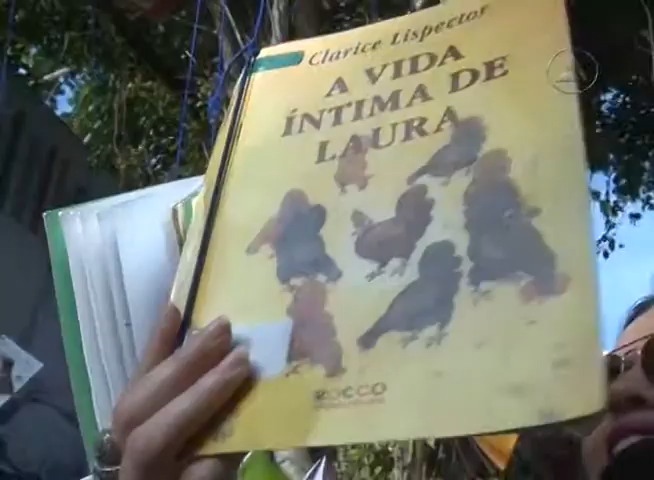 Clarice Lispector
A VIDA
ÍNTIMA DE
LAURA
ROCCO